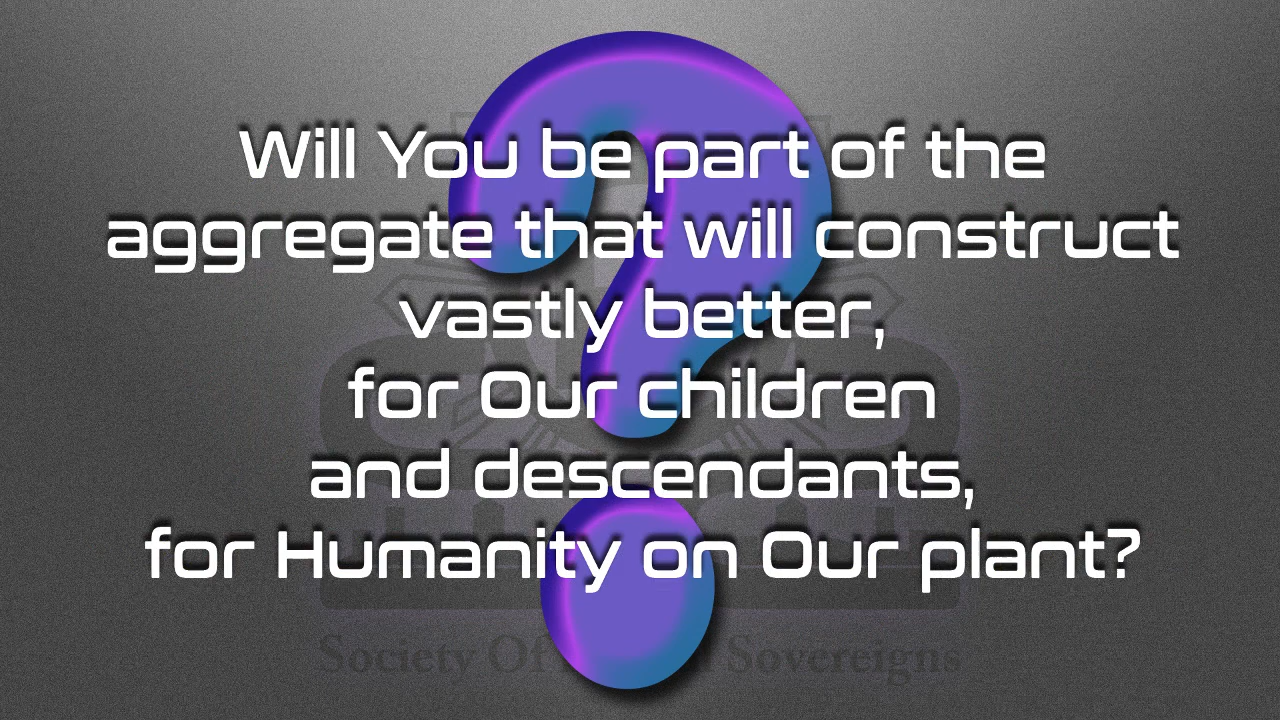 Will You be part of the
aggregate that will construct
vastly better,
for Our children
and descendants,
for Humanity on Our plant?
Society Of Sovereigns